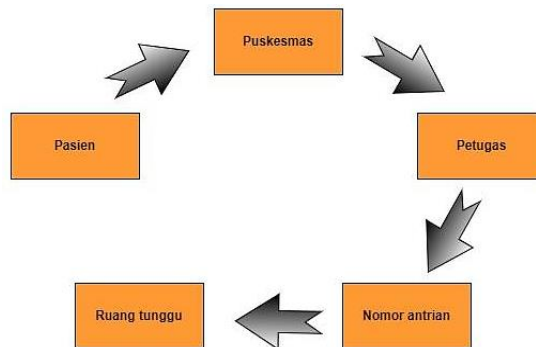 Puskesmas
Pasien
Petugas
Ruang tunggu
Nomor antrian